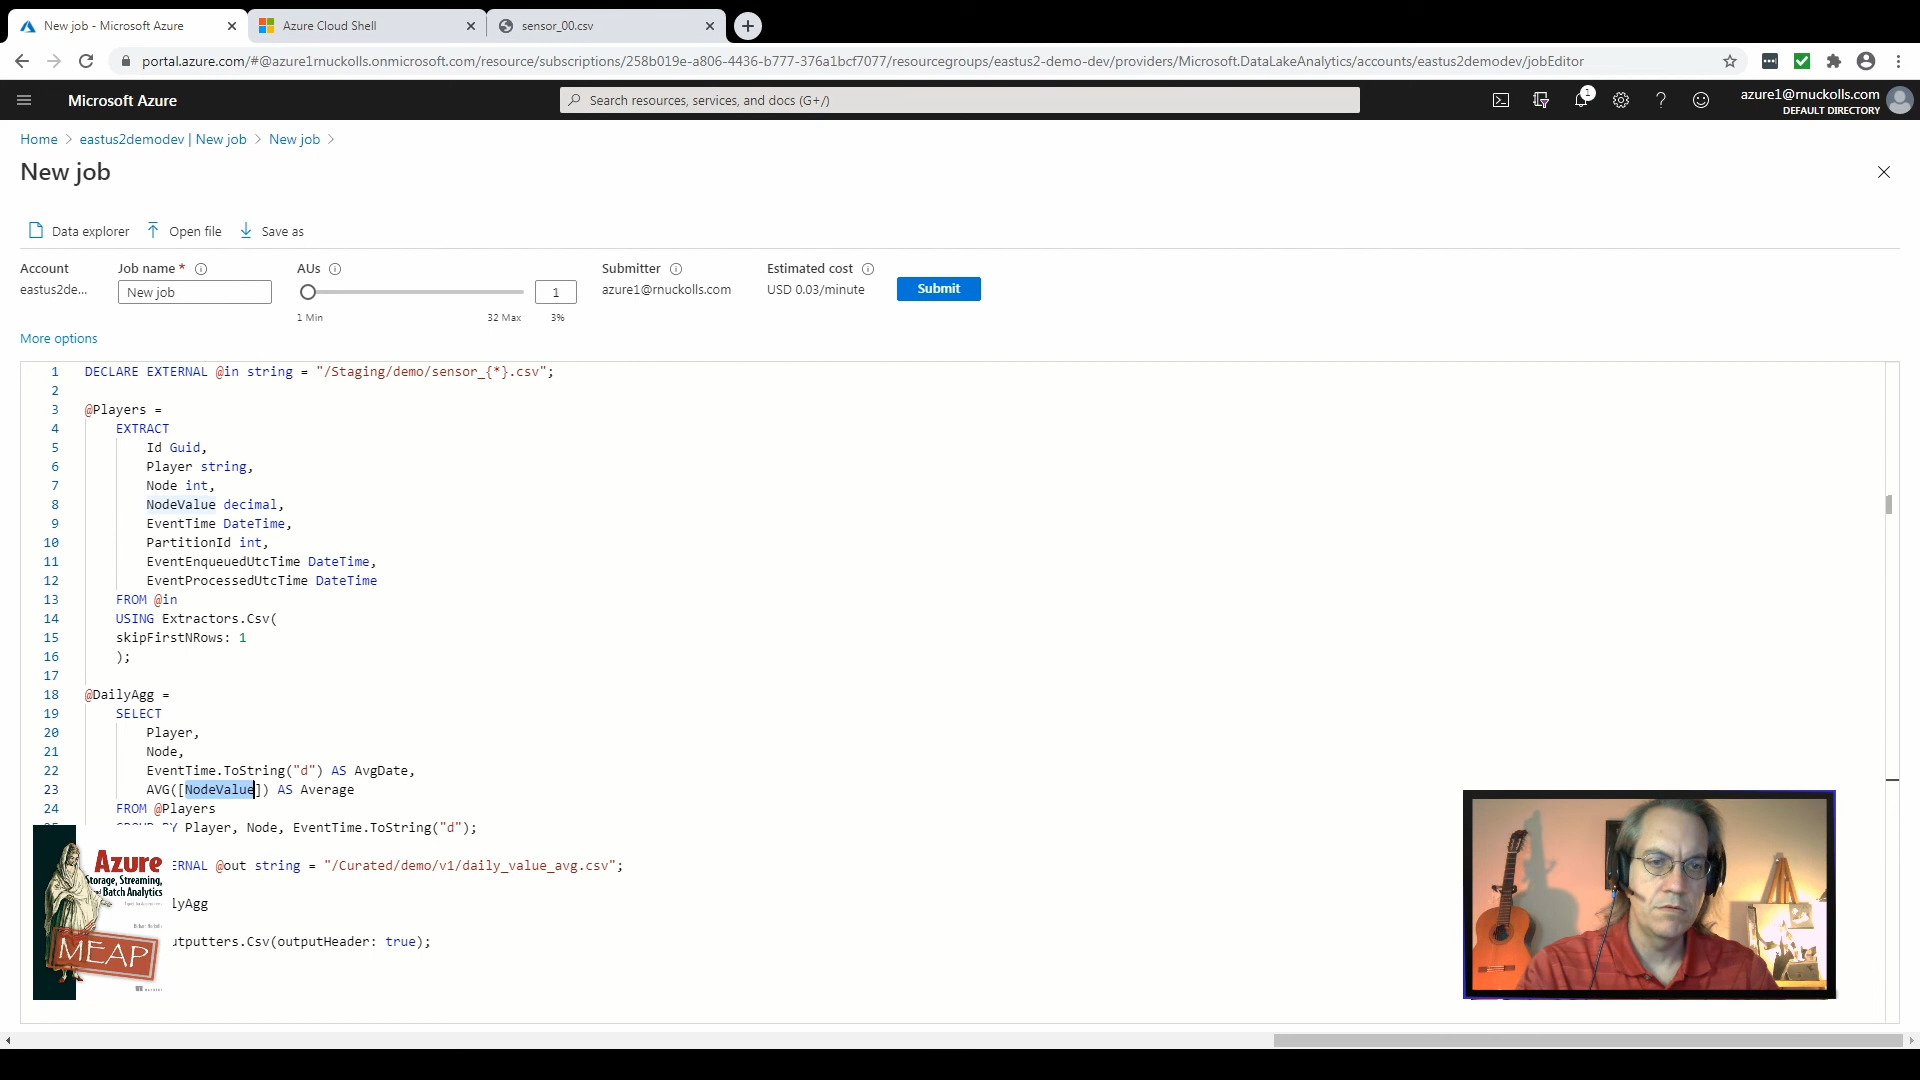 New job - Microsoft Azure
Azure Cloud Shell
sensor_00.csv
portal.azure.com/#@azure1rnuckolls.onmicrosoft.com/resource/subscriptions/258b019e-a806-4436-b777-376a1bcf7077/resourcegroups/eastus2-demo-dev/providers/Microsoft.DataLakeAnalytics/accounts/eastus2demodev/jobEditor
Microsoft Azure
Search resources, services, and docs (G+/)
1
azure1@rnuckolls.com
DEFAULT DIRECTORY
Home > eastus2demodev | New job > New job >
New job
Data explorer
Open file
Save as
Account
Job name *
AUs
Submitter
Estimated cost
eastus2de...
New job
1
azure1@rnuckolls.com
USD 0.03/minute
Submit
1 Min
32 Max
3%
More options
1 DECLARE EXTERNAL @in string = "/Staging/demo/sensor_{*}.csv";
2
3 @Players =
4 EXTRACT
5 Id Guid,
6 Player string,
7 Node int,
8 NodeValue decimal,
9 EventTime DateTime,
10 PartitionId int,
11 EventEnqueuedUtcTime DateTime,
12 EventProcessedUtcTime DateTime
13 FROM @in
14 USING Extractors.Csv(
15 skipFirstNRows: 1
16 );
17
18 @DailyAgg =
19 SELECT
20 Player,
21 Node,
22 EventTime.ToString("d") AS AvgDate,
23 AVG([NodeValue]) AS Average
24 FROM @Players
Player, Node, EventTime.ToString("d");
ERNAL @out string = "/Curated/demo/v1/daily_value_avg.csv";
lyAgg
utputters.Csv(outputHeader: true);
Azure
Storage, Streaming,
and Batch Analytics
MEAP